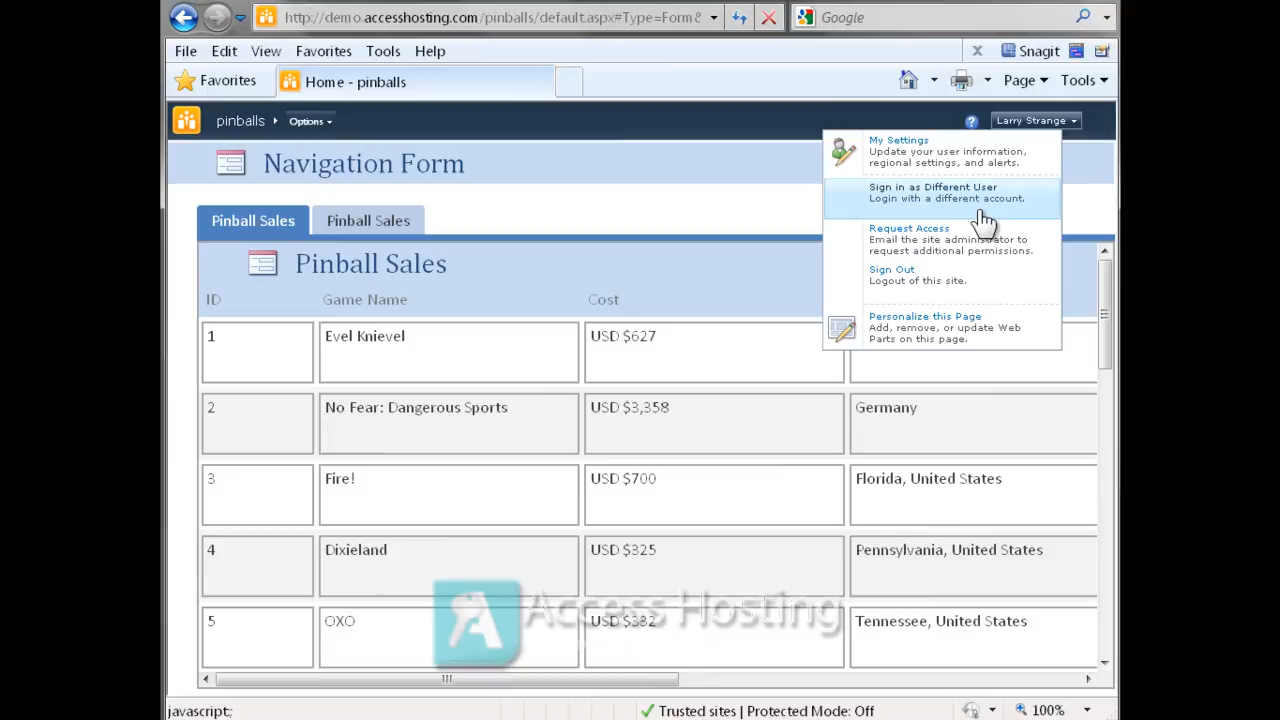 http://demo.accesshosting.com/pinballs/default.aspx#Type=Form& Google
File Edit View Favorites Tools Help x Snagit
Favorites Home - pinballs Page Tools
pinballs Options Larry Strange
Navigation Form
My Settings
Update your user information,
regional settings, and alerts.
Sign in as Different User
Login with a different account.
Request Access
Email the site administrator to
request additional permissions.
Sign Out
Logout of this site.
Personalize this Page
Add, remove, or update Web
Parts on this page.
Pinball Sales Pinball Sales
Pinball Sales
ID Game Name Cost
1 Evel Knievel USD $627
2 No Fear: Dangerous Sports USD $3,358 Germany
3 Fire! USD $700 Florida, United States
4 Dixieland USD $325 Pennsylvania, United States
Access Hosting
5 OXO USD $332 Tennessee, United States
javascript; Trusted sites | Protected Mode: Off 100%